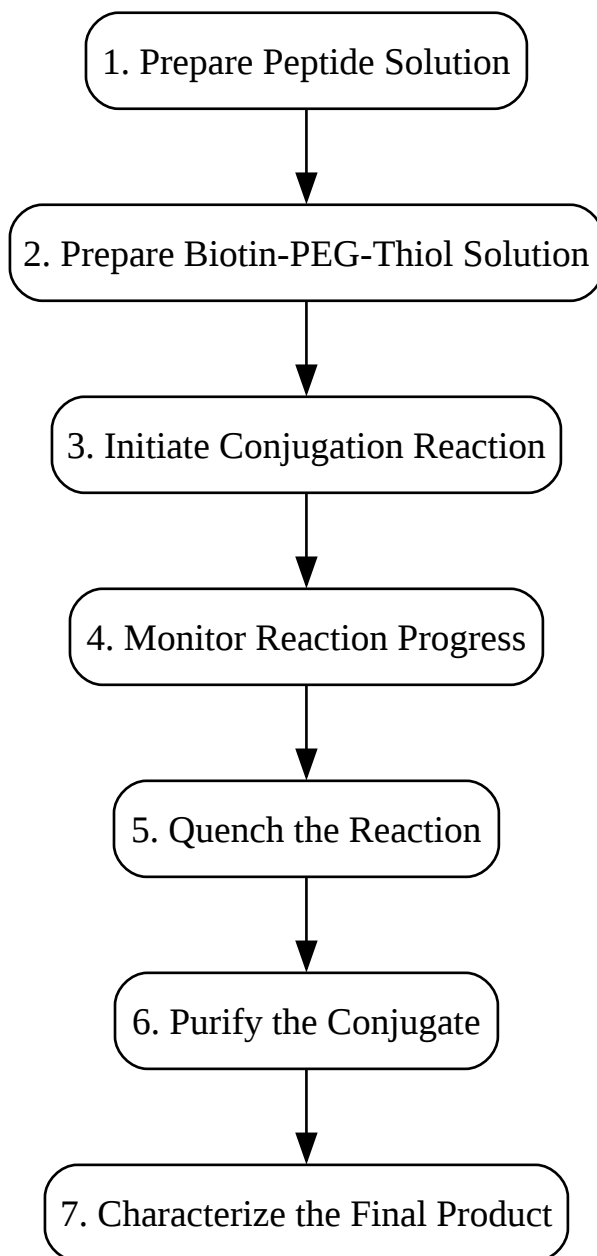 1. Prepare Peptide Solution
2. Prepare Biotin-PEG-Thiol Solution
3. Initiate Conjugation Reaction
4. Monitor Reaction Progress
5. Quench the Reaction
6. Purify the Conjugate
7. Characterize the Final Product